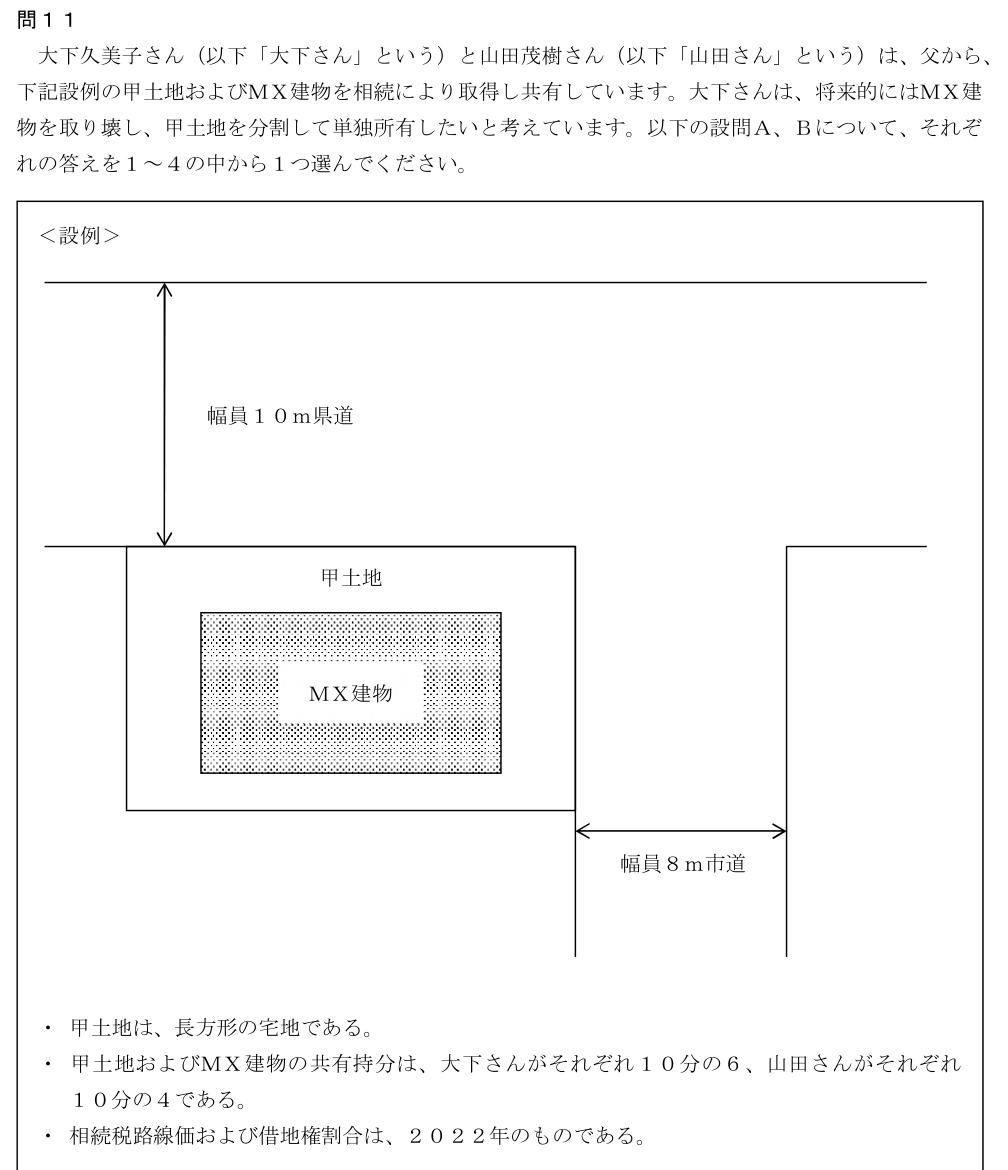 問１１
大下久美子さん（以下「大下さん」という）と山田茂樹さん（以下「山田さん」という）は、父から、
下記設例の甲土地およびＭＸ建物を相続により取得し共有しています。大下さんは、将来的にはＭＸ建
物を取り壊し、甲土地を分割して単独所有したいと考えています。以下の設問Ａ、Ｂについて、それぞ
れの答えを１～４の中から１つ選んでください。
＜設例＞
幅員１０ｍ県道
甲土地
ＭＸ建物
幅員８ｍ市道
・ 甲土地は、長方形の宅地である。
・ 甲土地およびＭＸ建物の共有持分は、大下さんがそれぞれ１０分の６、山田さんがそれぞれ
１０分の４である。
・ 相続税路線価および借地権割合は、２０２２年のものである。